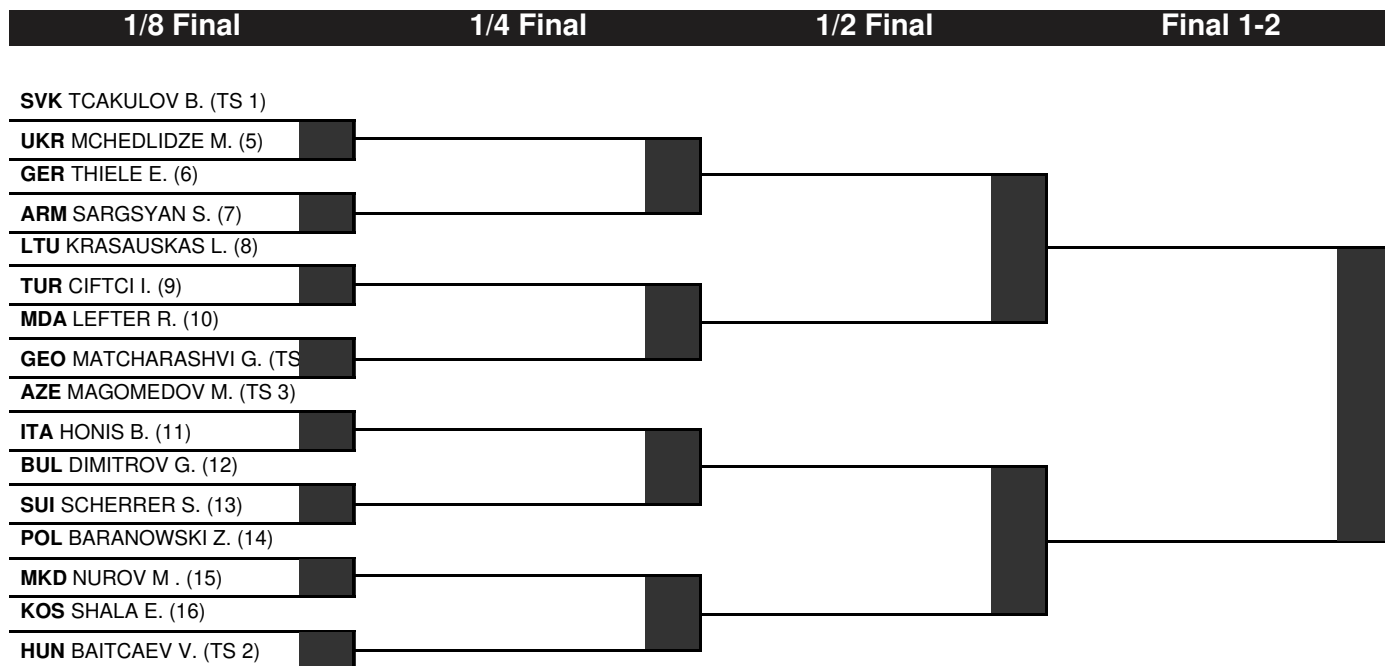 1/8 Final 1/4 Final 1/2 Final Final 1-2
SVK TCAKULOV B. (TS 1)
UKR MCHEDLIDZE M. (5)
GER THIELE E. (6)
ARM SARGSYAN S. (7)
LTU KRASAUSKAS L. (8)
TUR CIFTCI I. (9)
MDA LEFTER R. (10)
GEO MATCHARASHVI G. (TS
AZE MAGOMEDOV M. (TS 3)
ITA HONIS B. (11)
BUL DIMITROV G. (12)
SUI SCHERRER S. (13)
POL BARANOWSKI Z. (14)
MKD NUROV M . (15)
KOS SHALA E. (16)
HUN BAITCAEV V. (TS 2)